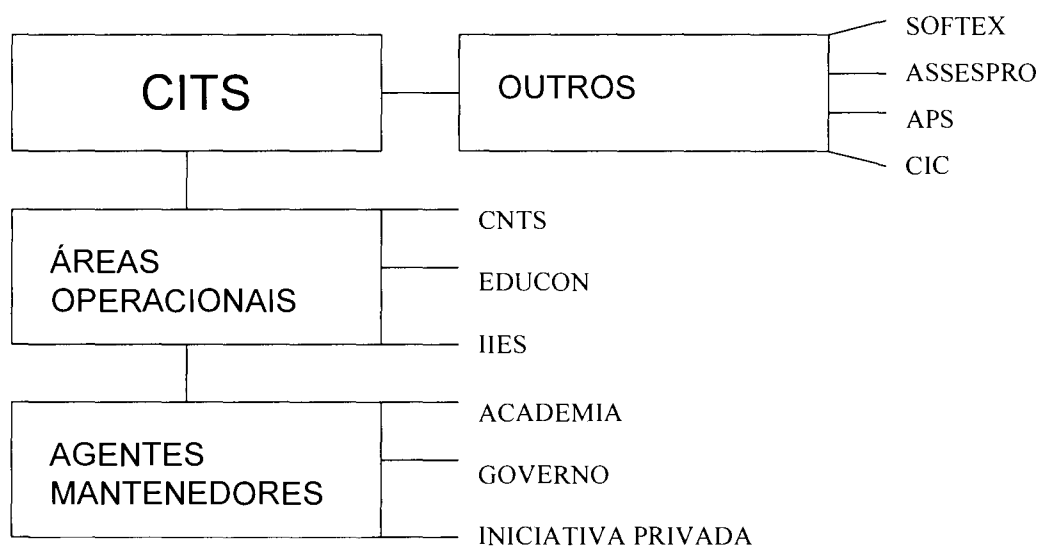 CITS
OUTROS
SOFTEX
ASSESPRO
APS
CIC
ÁREAS
OPERACIONAIS
CNTS
EDUCON
IIES
AGENTES
MANTENEDORES
ACADEMIA
GOVERNO
INICIATIVA PRIVADA